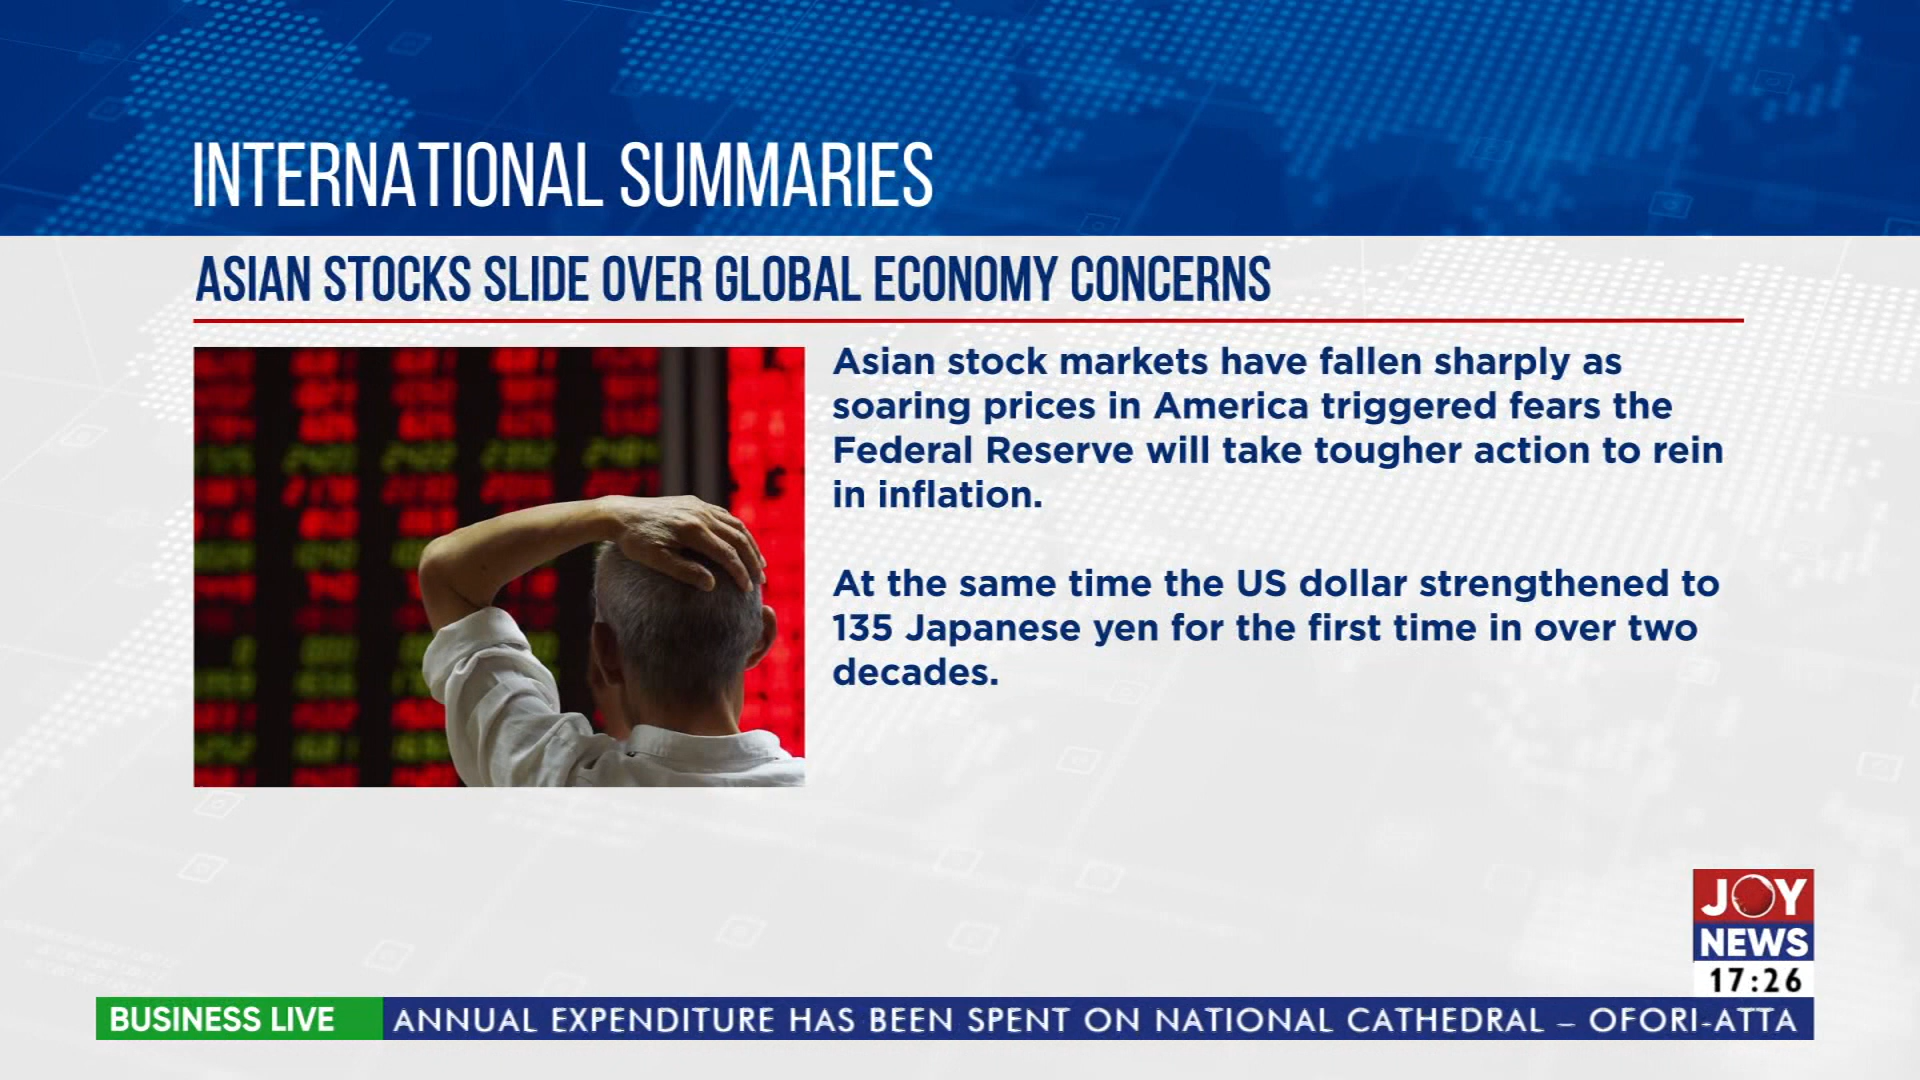 INTERNATIONAL SUMMARIES
ASIAN STOCKS SLIDE OVER GLOBAL ECONOMY CONCERNS
Asian stock markets have fallen sharply as
soaring prices in America triggered fears the
Federal Reserve will take tougher action to rein
in inflation.
At the same time the US dollar strengthened to
135 Japanese yen for the first time in over two
decades.
JOY
NEWS
17:26
BUSINESS LIVE
ANNUAL EXPENDITURE HAS BEEN SPENT ON NATIONAL CATHEDRAL – OFORI-ATTA